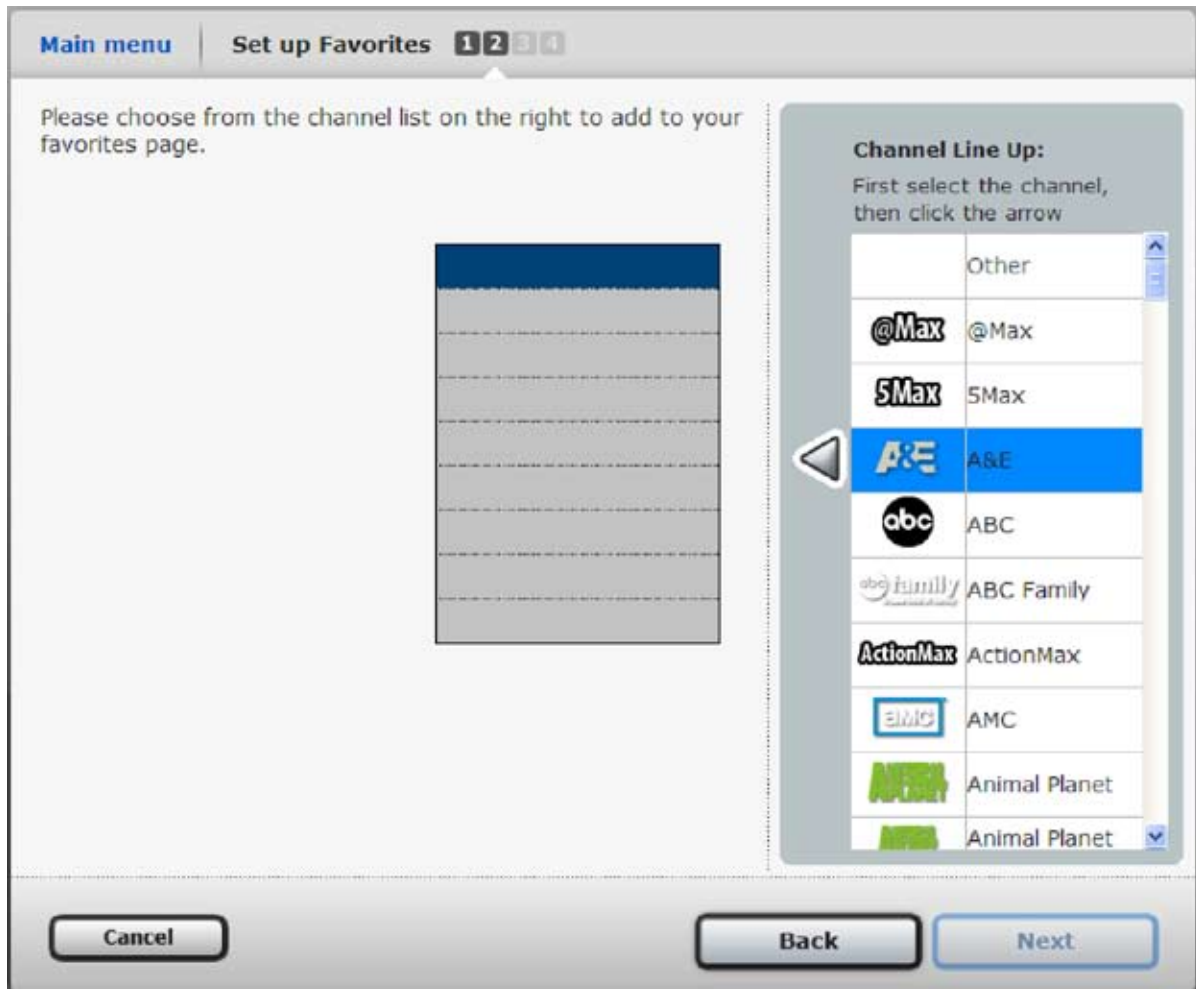 Main menu
Set up Favorites 1 2 3 4
Please choose from the channel list on the right to add to your
favorites page.
Channel Line Up:
First select the channel,
then click the arrow
Other
@Max @Max
5Max 5Max
A&E A&E
abc ABC
abc family ABC Family
ActionMax ActionMax
amc AMC
Animal Planet
Animal Planet
Cancel
Back
Next